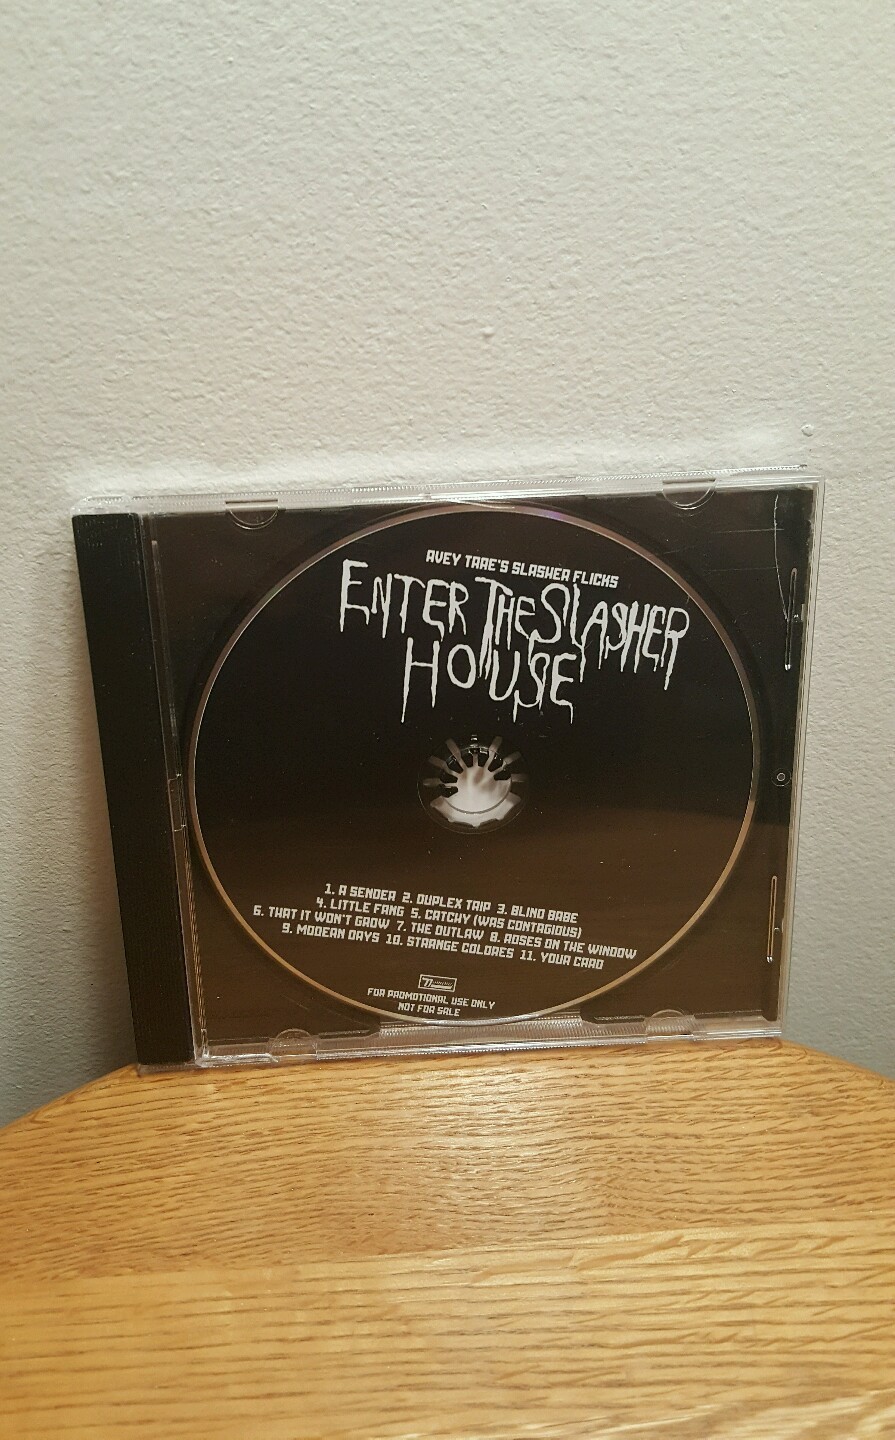 AVEY TARE'S SLASHER FLICKS
ENTER THE SLASHER
HOUSE
1. A SENDER 2. DUPLEX TRIP 3. BLIND BABE
4. LITTLE FANG 5. CATCHY (WAS CONTAGIOUS)
6. THAT IT WON'T GROW 7. THE OUTLAW 8. ROSES ON THE WINDOW
9. MODERN DAYS 10. STRANGE COLORES 11. YOUR CARD
FOR PROMOTIONAL USE ONLY
NOT FOR SALE